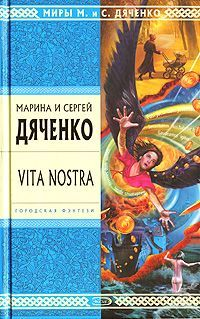 МИРЫ М. и С. ДЯЧЕНКО
МАРИНА И СЕРГЕЙ
ДЯЧЕНКО
VITA NOSTRA
ГОРОДСКАЯ ФЭНТЕЗИ